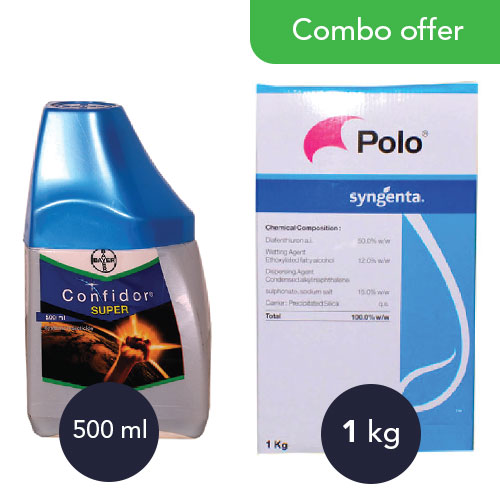 Combo offer
BAYER
Confidor®
SUPER
500 ml
500 ml
Polo®
syngenta.
Chemical Composition :
Diafenthiuron a.i. 50.0% w/w
Wetting Agent
Ethoxylated fatty alcohol 12.0% w/w
Dispersing Agent
Condensed alkylnaphthalene
sulphonate, sodium salt 10.0% w/w
Carrier: Precipitated Silica q.s.
Total 100.0% w/w
1 Kg
1 kg